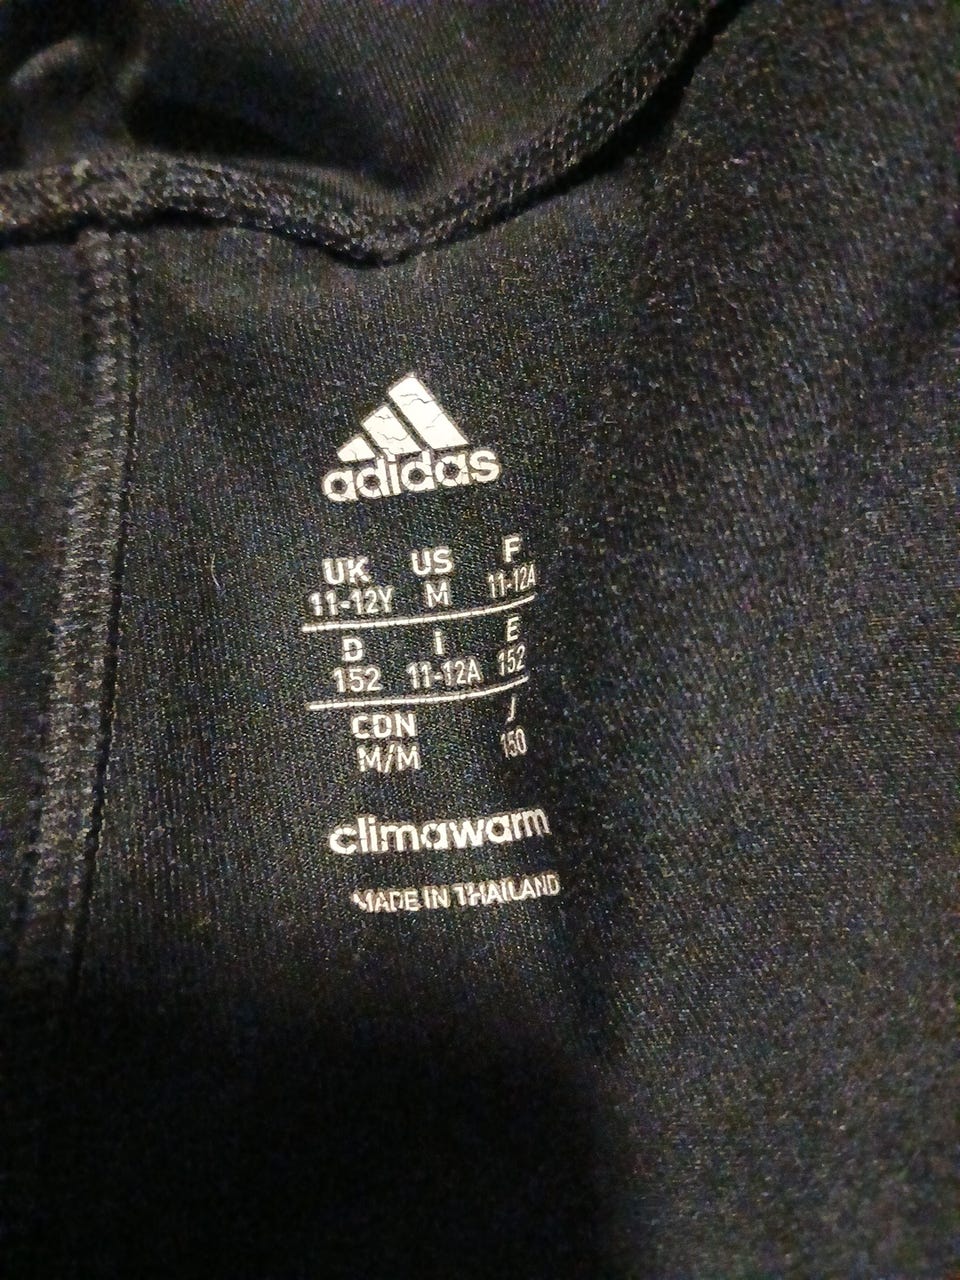 adidas
UK US F
11-12Y M 11-12A
D I E
152 11-12A 152
CDN J
M/M 150
climawarm
MADE IN THAILAND